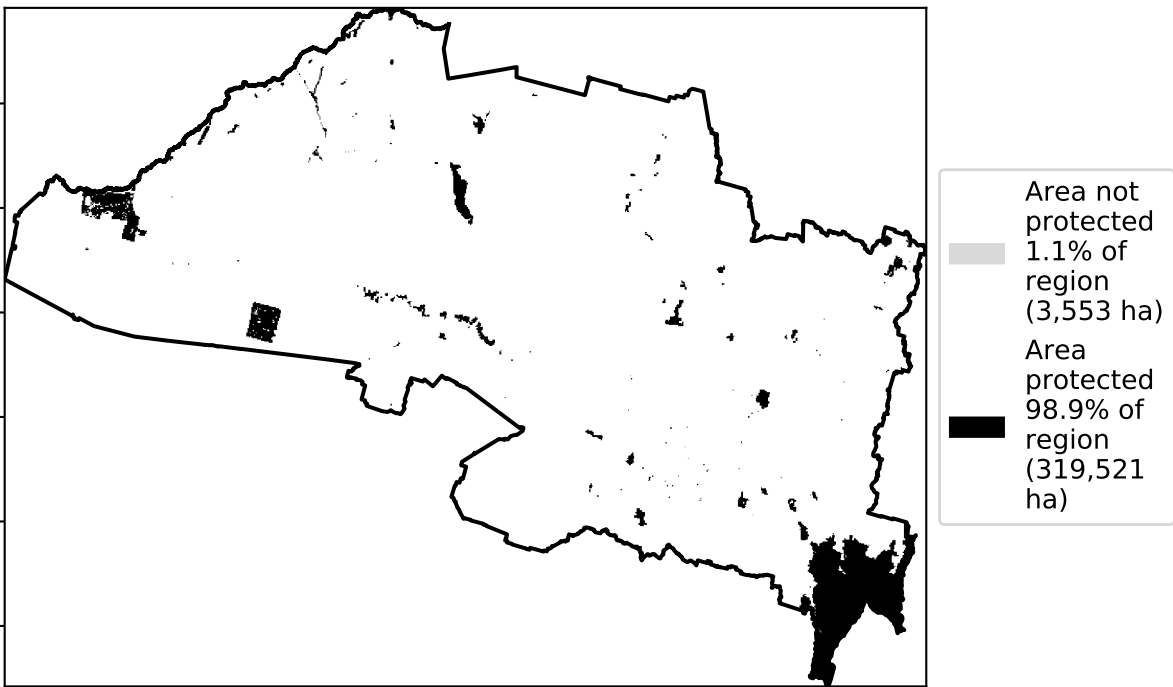 Area not
protected
1.1% of
region
(3,553 ha)
Area
protected
98.9% of
region
(319,521
ha)